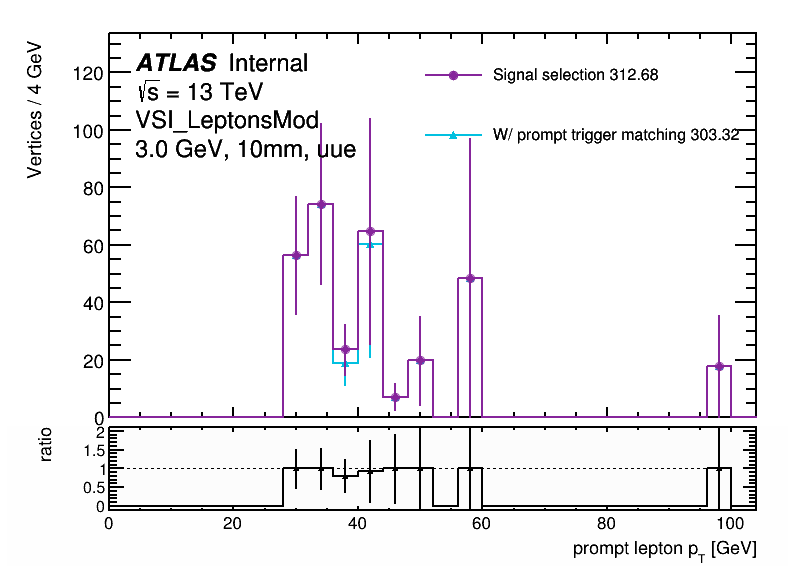 ATLAS Internal
√s = 13 TeV
VSI_LeptonsMod
3.0 GeV, 10mm, uue
Signal selection 312.68
W/ prompt trigger matching 303.32
Vertices / 4 GeV
120
100
80
60
40
20
0
ratio
2
1.5
1
0.5
0
0 20 40 60 80 100
prompt lepton p_T [GeV]